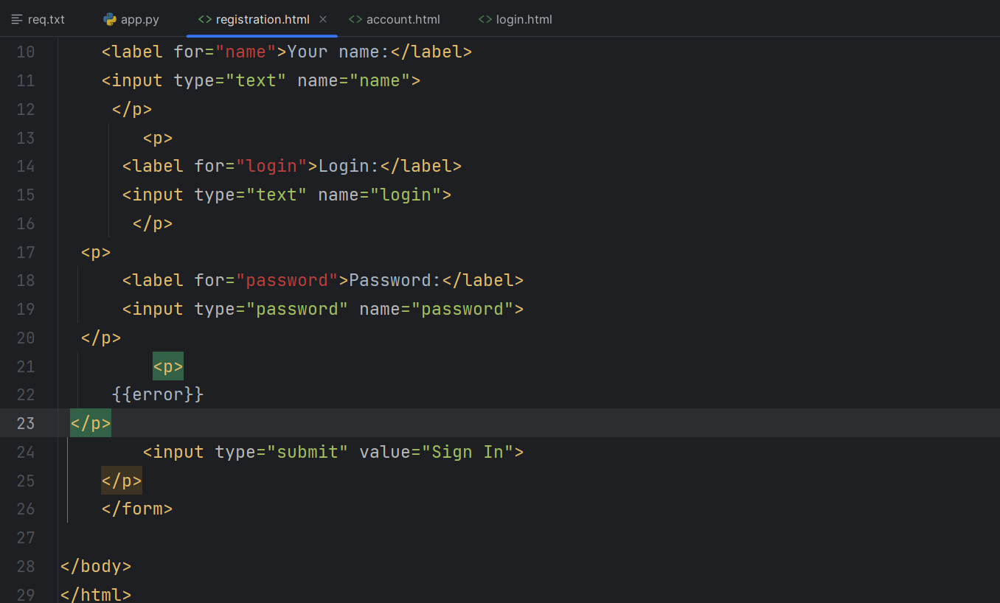 req.txt app.py <> registration.html × <> account.html <> login.html
10 <label for="name">Your name:</label>
11 <input type="text" name="name">
12 </p>
13 <p>
14 <label for="login">Login:</label>
15 <input type="text" name="login">
16 </p>
17 <p>
18 <label for="password">Password:</label>
19 <input type="password" name="password">
20 </p>
21 <p>
22 {{error}}
23 </p>
24 <input type="submit" value="Sign In">
25 </p>
26 </form>
27
28 </body>
29 </html>